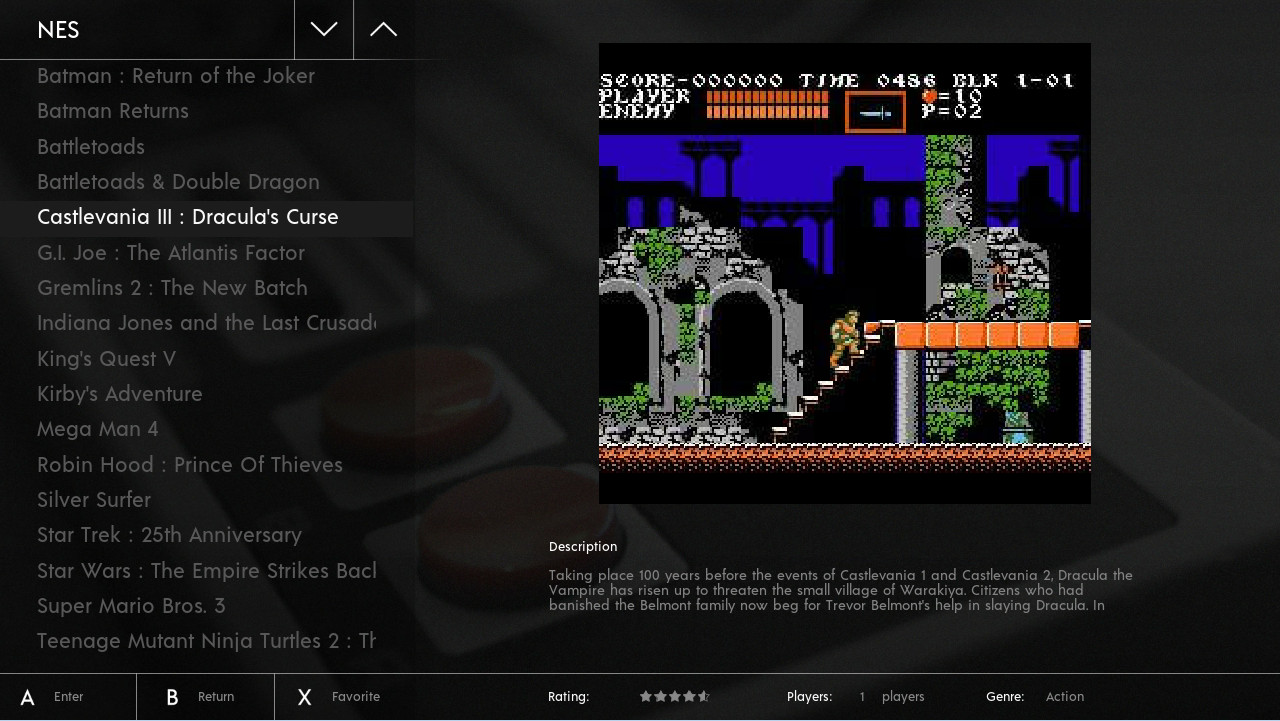 NES
Batman : Return of the Joker
Batman Returns
Battletoads
Battletoads & Double Dragon
Castlevania III : Dracula's Curse
G.I. Joe : The Atlantis Factor
Gremlins 2 : The New Batch
Indiana Jones and the Last Crusad
King's Quest V
Kirby's Adventure
Mega Man 4
Robin Hood : Prince Of Thieves
Silver Surfer
Star Trek : 25th Anniversary
Star Wars : The Empire Strikes Bac
Super Mario Bros. 3
Teenage Mutant Ninja Turtles 2 : Th
SCORE-000000 TIME 0486 BLK 1-01
PLAYER =10
ENEMY P=02
Description
Taking place 100 years before the events of Castlevania 1 and Castlevania 2, Dracula the
Vampire has risen up to threaten the small village of Warakiya. Citizens who had
banished the Belmont family now beg for Trevor Belmont's help in slaying Dracula. In
A Enter B Return X Favorite Rating: Players: 1 players Genre: Action